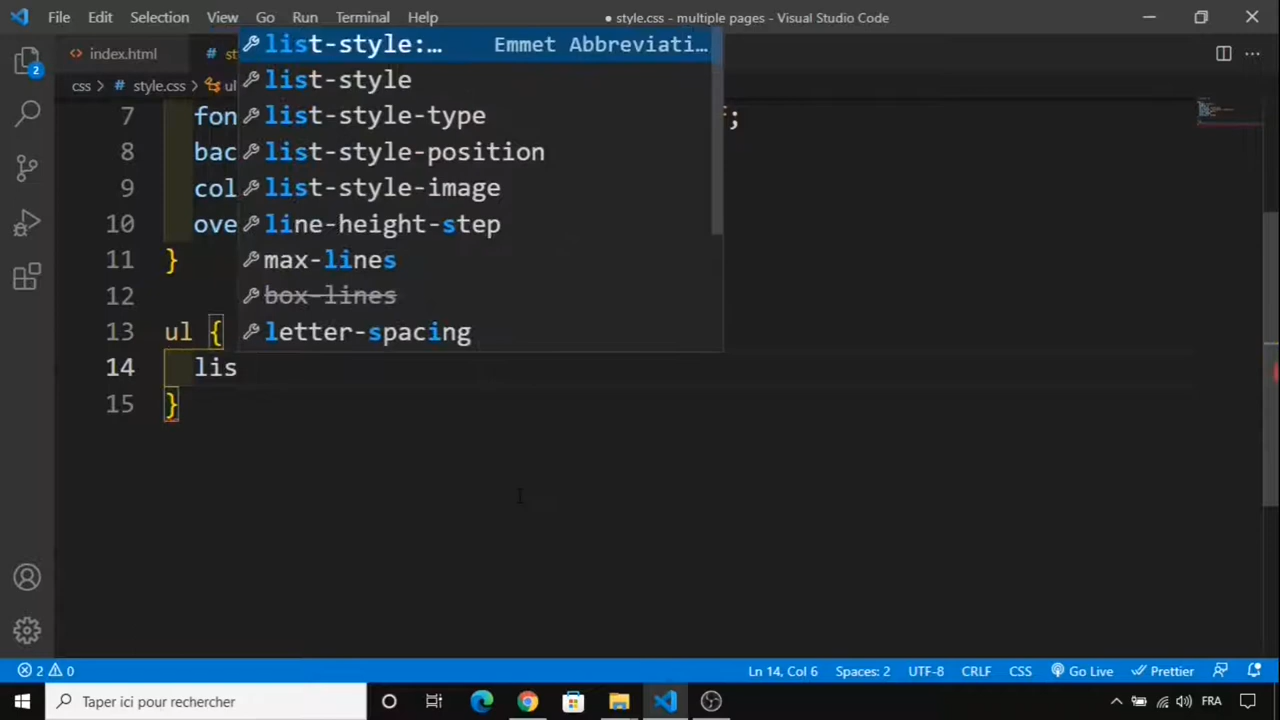 File Edit Selection View Go Run Terminal Help ● style.css - multiple pages - Visual Studio Code
index.html # st
css > # style.css > ul
list-style:… Emmet Abbreviati…
list-style
list-style-type
list-style-position
list-style-image
line-height-step
max-lines
box-lines
letter-spacing
7 fon ;
8 bac
9 col
10 ove
11 }
12
13 ul {
14 lis
15 }
2
2 0 Ln 14, Col 6 Spaces: 2 UTF-8 CRLF CSS Go Live Prettier
Taper ici pour rechercher FRA